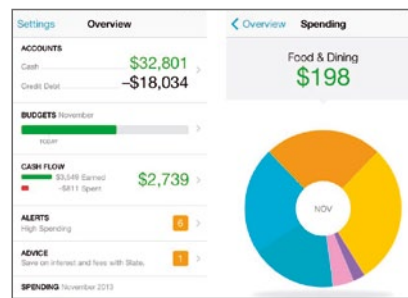 Settings Overview
ACCOUNTS
Cash $32,801
Credit Debt –$18,034
BUDGETS November
TODAY
CASH FLOW
$3,549 Earned
–$811 Spent
$2,739
ALERTS
High Spending
6
ADVICE
Save on interest and fees with Slate.
1
SPENDING November 2013
Overview Spending
Food & Dining
$198
NOV